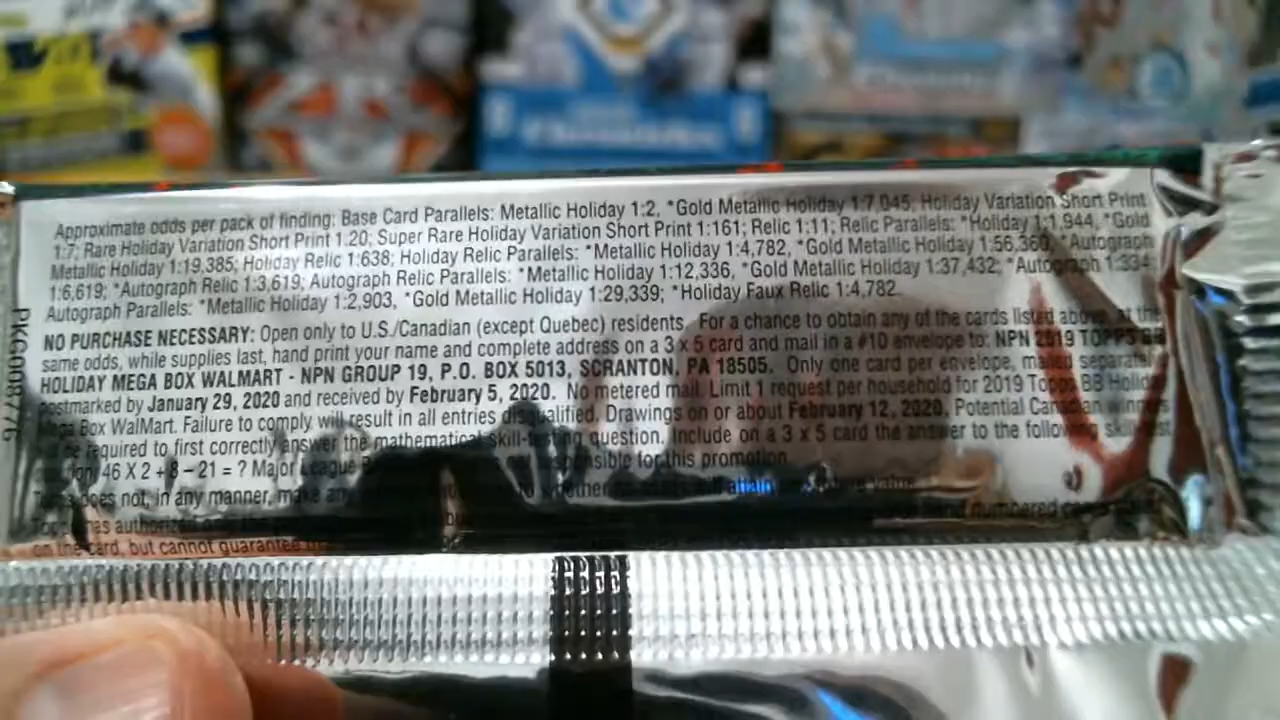 Approximate odds per pack of finding: Base Card Parallels: Metallic Holiday 1:2, *Gold Metallic Holiday 1:7,045; Holiday Variation Short Print
1:7; Rare Holiday Variation Short Print 1:20; Super Rare Holiday Variation Short Print 1:161; Relic 1:11; Relic Parallels: *Holiday 1:1,944, *Gold
Metallic Holiday 1:19,385; Holiday Relic 1:638; Holiday Relic Parallels: *Metallic Holiday 1:4,782, *Gold Metallic Holiday 1:56,360, *Autograph
1:6,619; *Autograph Relic 1:3,619; Autograph Relic Parallels: *Metallic Holiday 1:12,336, *Gold Metallic Holiday 1:37,432; *Autograph 1:334;
Autograph Parallels: *Metallic Holiday 1:2,903, *Gold Metallic Holiday 1:29,339; *Holiday Faux Relic 1:4,782
NO PURCHASE NECESSARY: Open only to U.S./Canadian (except Quebec) residents. For a chance to obtain any of the cards listed above, at the
same odds, while supplies last, hand print your name and complete address on a 3 x 5 card and mail in a #10 envelope to: NPN 2019 TOPPS BB
HOLIDAY MEGA BOX WALMART - NPN GROUP 19, P.O. BOX 5013, SCRANTON, PA 18505. Only one card per envelope, mailed separately,
postmarked by January 29, 2020 and received by February 5, 2020. No metered mail. Limit 1 request per household for 2019 Topps BB Holiday
Mega Box WalMart. Failure to comply will result in all entries disqualified. Drawings on or about February 12, 2020. Potential Canadian winners
be required to first correctly answer the mathematical skill-testing question. Include on a 3 x 5 card the answer to the following skill test
46 X 2 + 8 – 21 = ? Major League responsible for this promotion
Topps does not, in any manner, make any whether attain value
Topps has authorized and numbered
on the card, but cannot guarantee
PKG008776